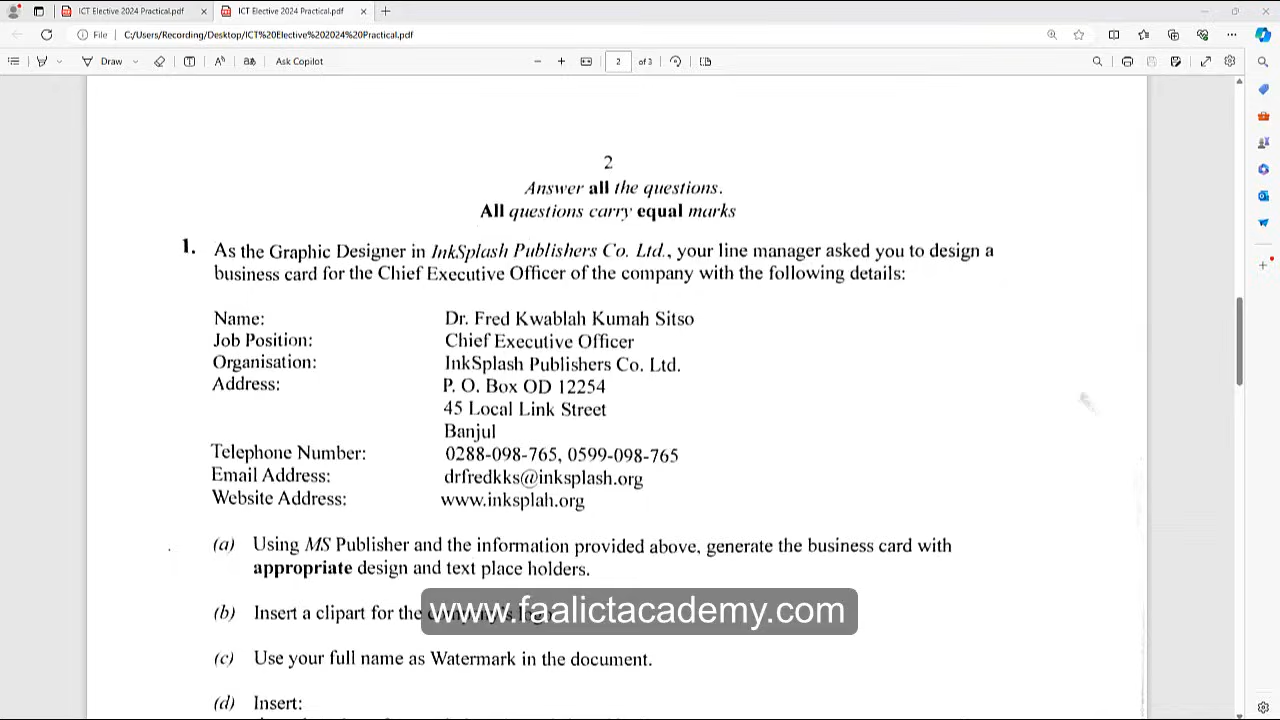 ICT Elective 2024 Practical.pdf
ICT Elective 2024 Practical.pdf
File C:/Users/Recording/Desktop/ICT%20Elective%202024%20Practical.pdf
Draw Ask Copilot 2 of 3
2
Answer all the questions.
All questions carry equal marks
1. As the Graphic Designer in InkSplash Publishers Co. Ltd., your line manager asked you to design a
business card for the Chief Executive Officer of the company with the following details:
Name: Dr. Fred Kwablah Kumah Sitso
Job Position: Chief Executive Officer
Organisation: InkSplash Publishers Co. Ltd.
Address: P. O. Box OD 12254
45 Local Link Street
Banjul
Telephone Number: 0288-098-765, 0599-098-765
Email Address: drfredkks@inksplash.org
Website Address: www.inksplah.org
(a) Using MS Publisher and the information provided above, generate the business card with
appropriate design and text place holders.
(b) Insert a clipart for the
www.faalictacademy.com
(c) Use your full name as Watermark in the document.
(d) Insert: